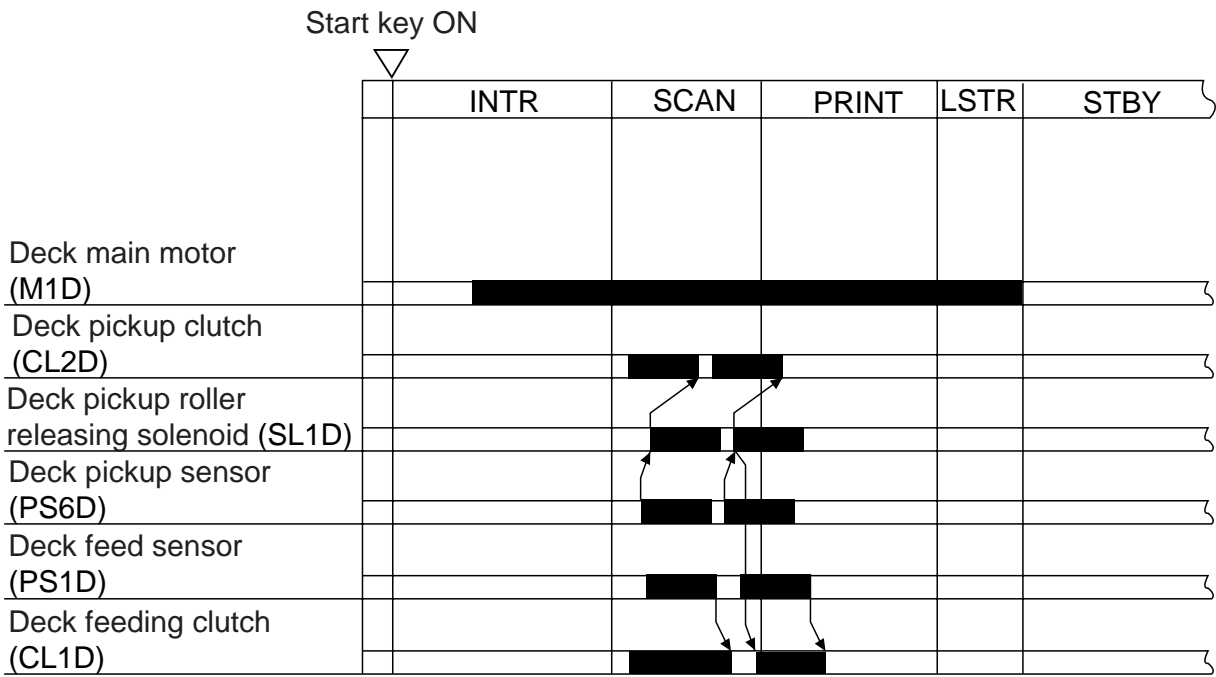 Start key ON
INTR SCAN PRINT LSTR STBY
Deck main motor
(M1D)
Deck pickup clutch
(CL2D)
Deck pickup roller
releasing solenoid (SL1D)
Deck pickup sensor
(PS6D)
Deck feed sensor
(PS1D)
Deck feeding clutch
(CL1D)